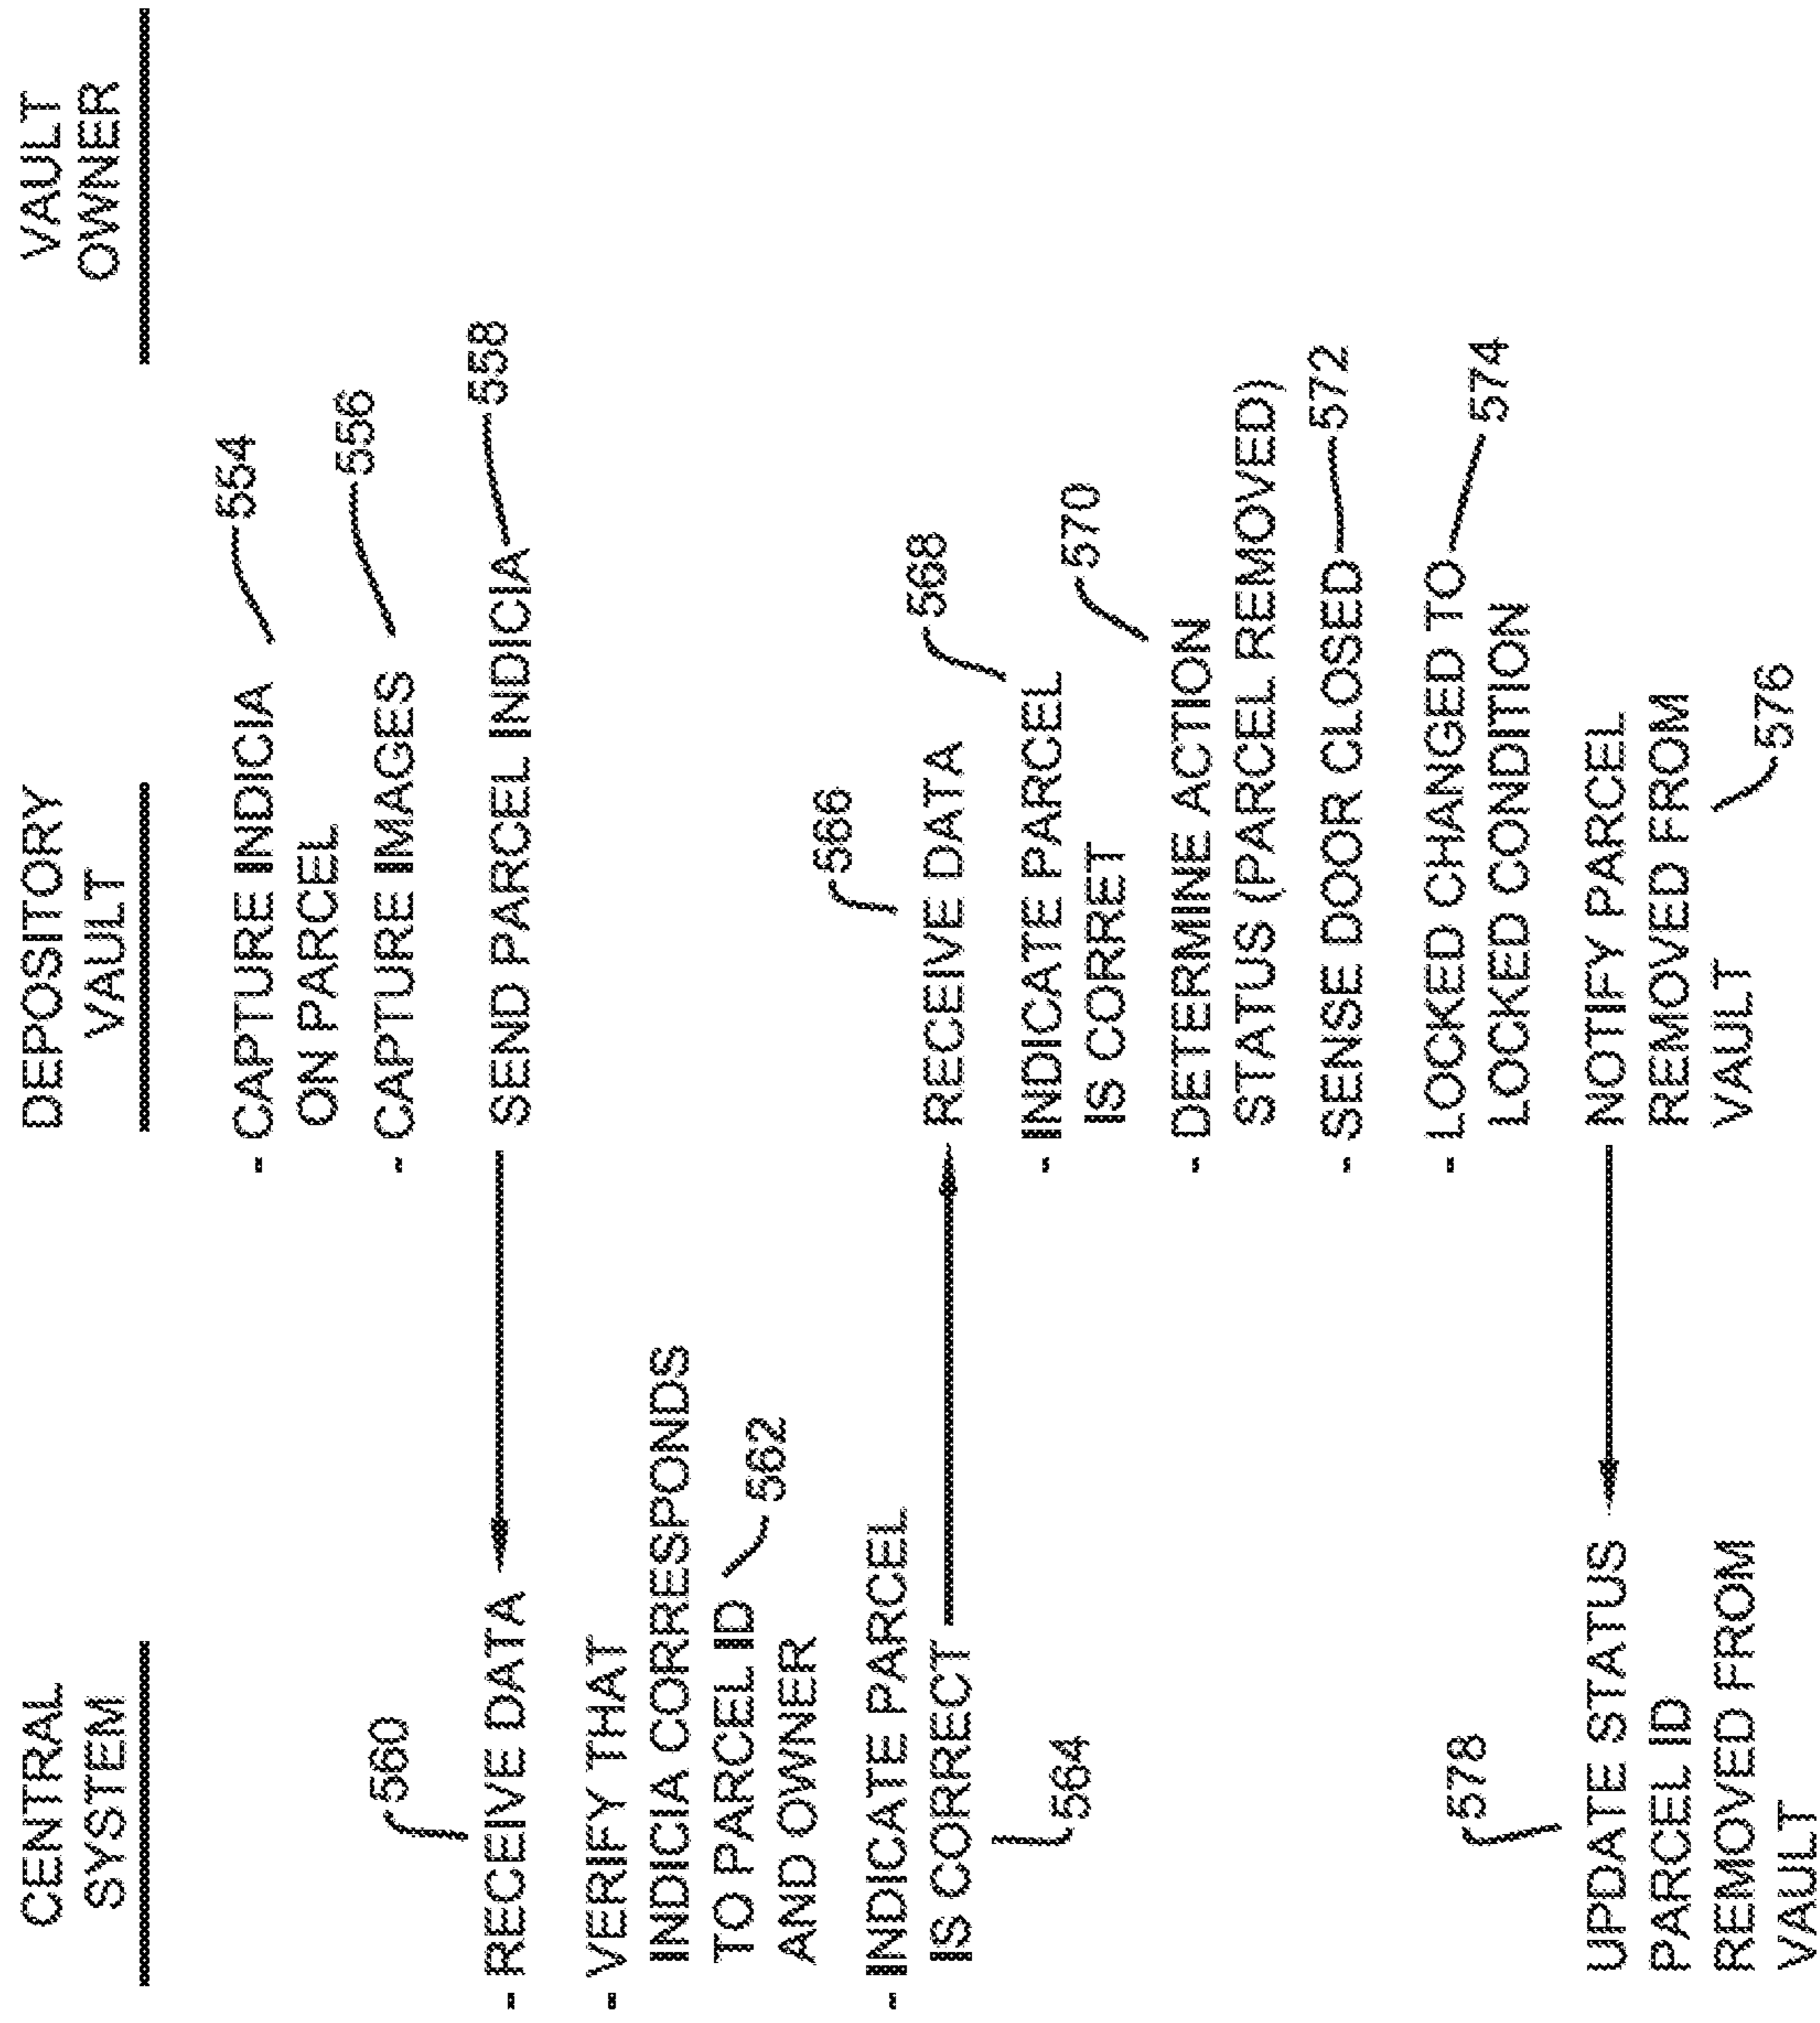 CENTRAL
SYSTEM
DEPOSITORY
VAULT
VAULT
OWNER
- CAPTURE INDICIA
ON PARCEL
554
- CAPTURE IMAGES
556
SEND PARCEL INDICIA
558
560
- RECEIVE DATA
- VERIFY THAT
INDICIA CORRESPONDS
TO PARCEL ID
AND OWNER
562
- INDICATE PARCEL
IS CORRECT
564
566
RECEIVE DATA
- INDICATE PARCEL
IS CORRET
568
- DETERMINE ACTION
STATUS (PARCEL REMOVED)
570
- SENSE DOOR CLOSED
572
- LOCKED CHANGED TO
LOCKED CONDITION
574
NOTIFY PARCEL
REMOVED FROM
VAULT
576
578
UPDATE STATUS
PARCEL ID
REMOVED FROM
VAULT